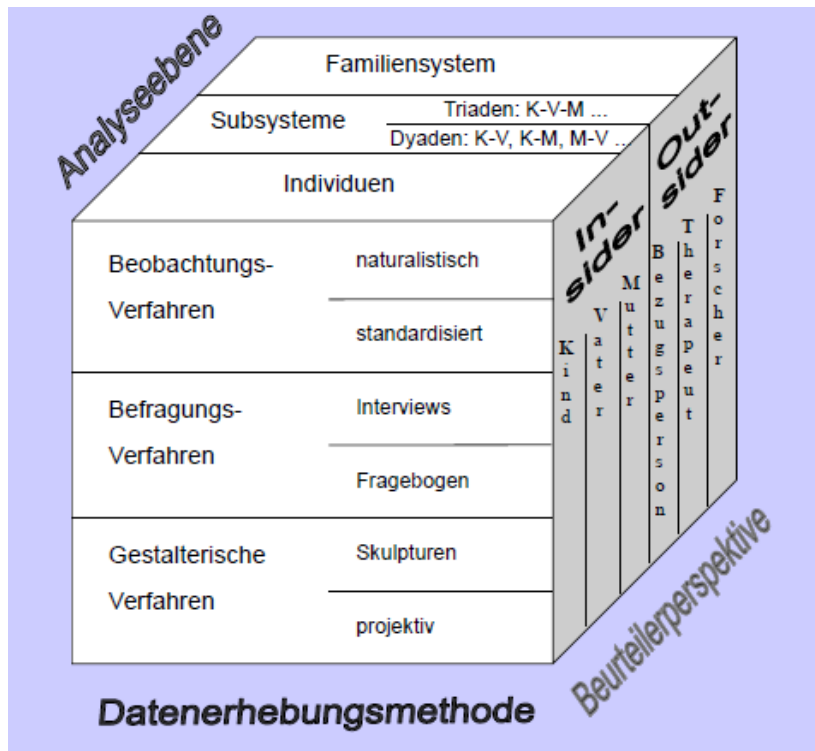 Analyseebene
Familiensystem
Subsysteme
Triaden: K-V-M ...
Dyaden: K-V, K-M, M-V ...
Individuen
Beobachtungs-
Verfahren
naturalistisch
standardisiert
Befragungs-
Verfahren
Interviews
Fragebogen
Gestalterische
Verfahren
Skulpturen
projektiv
In-
sider
Out-
sider
Kind
Vater
Mutter
Bezugsperson
Therapeut
Forscher
Datenerhebungsmethode
Beurteilerperspektive